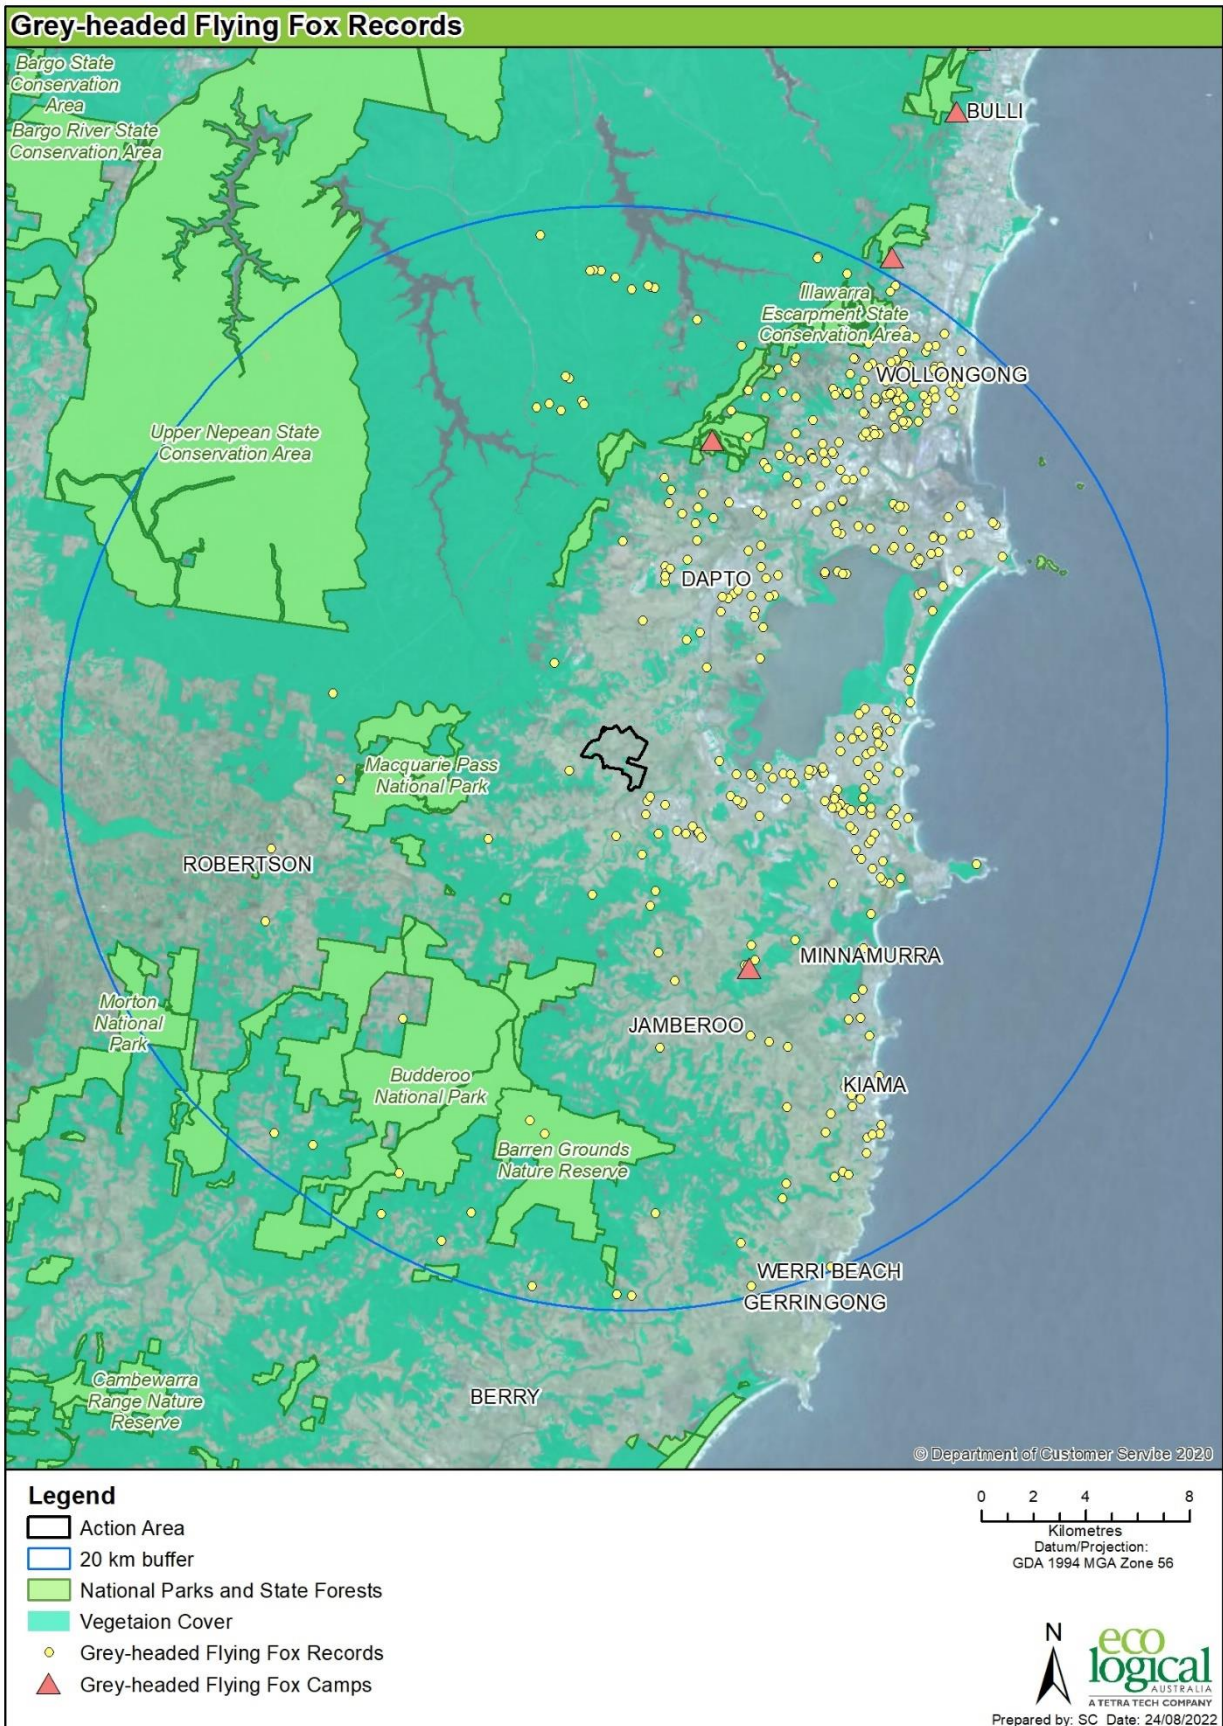 Grey-headed Flying Fox Records
Bargo State
Conservation
Area
Bargo River State
Conservation Area
BULLI
Illawarra
Escarpment State
Conservation Area
WOLLONGONG
Upper Nepean State
Conservation Area
DAPTO
Macquarie Pass
National Park
ROBERTSON
MINNAMURRA
Morton
National
Park
JAMBEROO
Budderoo
National Park
KIAMA
Barren Grounds
Nature Reserve
WERRI BEACH
GERRINGONG
Cambewarra
Range Nature
Reserve
BERRY
© Department of Customer Service 2020
Legend
Action Area
20 km buffer
National Parks and State Forests
Vegetaion Cover
Grey-headed Flying Fox Records
Grey-headed Flying Fox Camps
0 2 4 8
Kilometres
Datum/Projection:
GDA 1994 MGA Zone 56
N
eco
logical
AUSTRALIA
A TETRA TECH COMPANY
Prepared by: SC Date: 24/08/2022